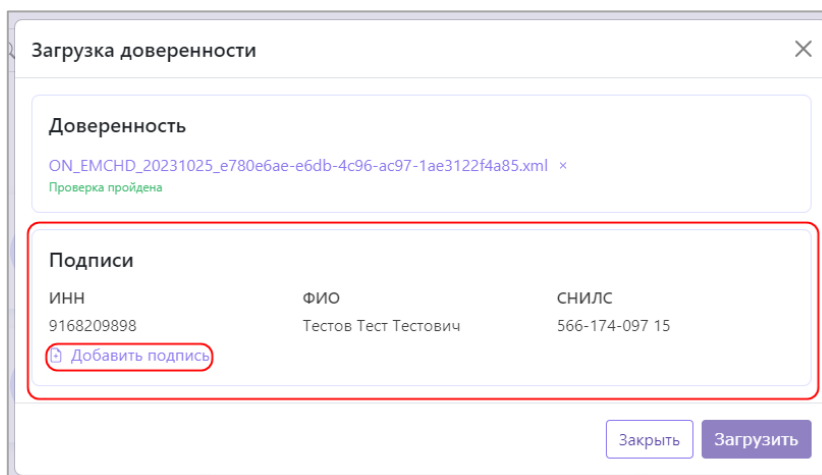 Загрузка доверенности
Доверенность
ON_EMCHD_20231025_e780e6ae-e6db-4c96-ac97-1ae3122f4a85.xml ×
Проверка пройдена
Подписи
ИНН ФИО СНИЛС
9168209898 Тестов Тест Тестович 566-174-097 15
Добавить подпись
Закрыть Загрузить